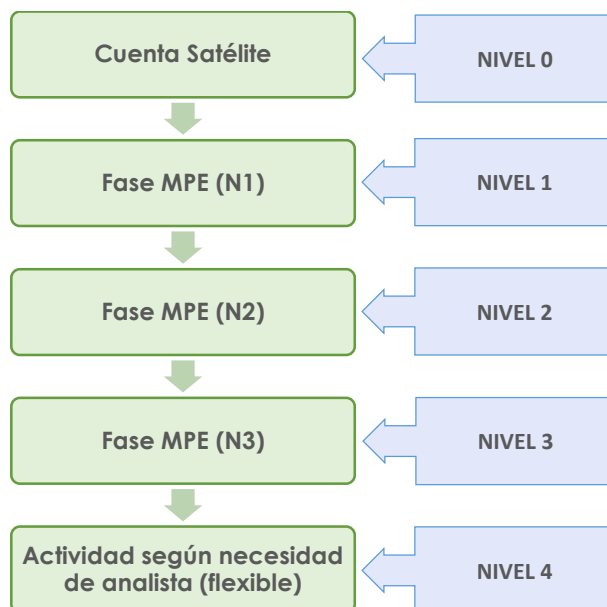 Cuenta Satélite
NIVEL 0
Fase MPE (N1)
NIVEL 1
Fase MPE (N2)
NIVEL 2
Fase MPE (N3)
NIVEL 3
Actividad según necesidad
de analista (flexible)
NIVEL 4